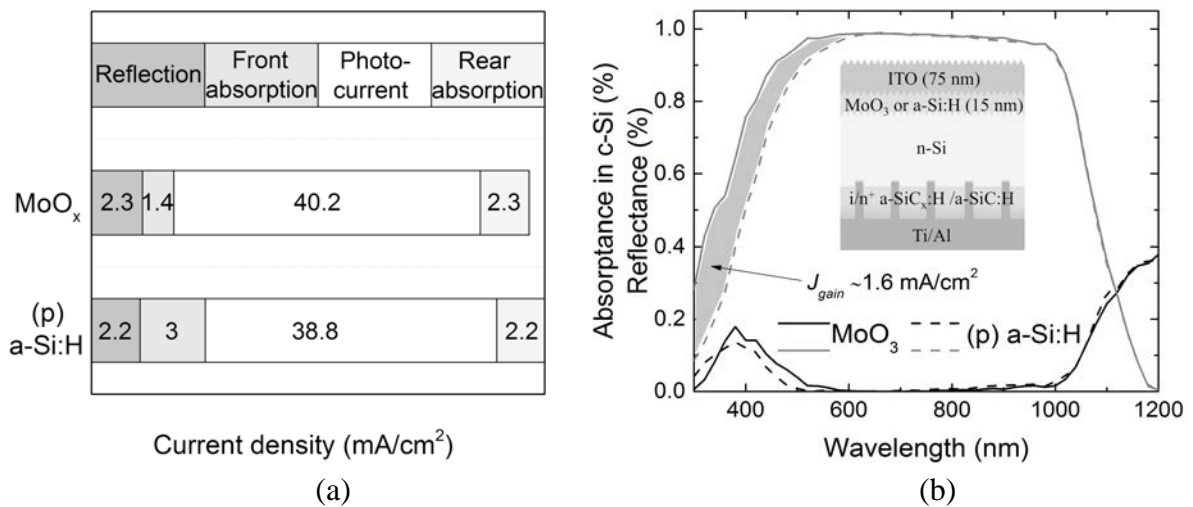 Reflection
Front
absorption
Photo-
current
Rear
absorption
MoOₓ
2.3
1.4
40.2
2.3
(p)
a-Si:H
2.2
3
38.8
2.2
Current density (mA/cm²)
(a)
Absorptance in c-Si (%)
Reflectance (%)
1.0
0.8
0.6
0.4
0.2
0.0
ITO (75 nm)
MoO₃ or a-Si:H (15 nm)
n-Si
i/n⁺ a-SiCₓ:H /a-SiC:H
Ti/Al
J_gain ~1.6 mA/cm²
MoO₃
(p) a-Si:H
400
600
800
1000
1200
Wavelength (nm)
(b)